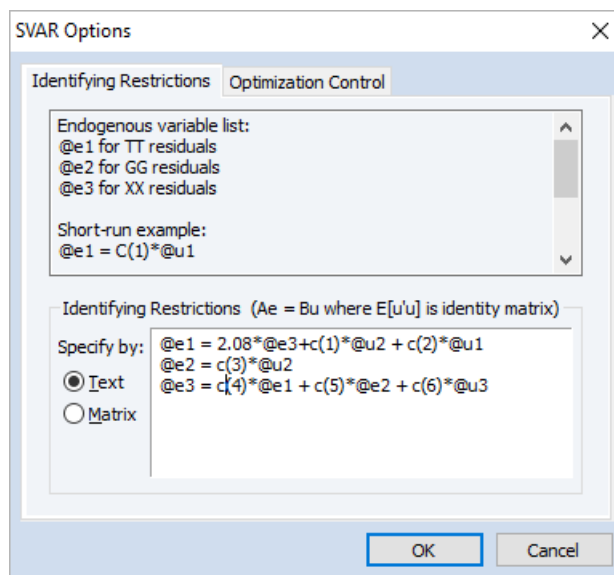 SVAR Options
Identifying Restrictions
Optimization Control
Endogenous variable list:
@e1 for TT residuals
@e2 for GG residuals
@e3 for XX residuals
Short-run example:
@e1 = C(1)*@u1
Identifying Restrictions (Ae = Bu where E[u'u] is identity matrix)
Specify by:
Text
Matrix
@e1 = 2.08*@e3+c(1)*@u2 + c(2)*@u1
@e2 = c(3)*@u2
@e3 = c(4)*@e1 + c(5)*@e2 + c(6)*@u3
OK
Cancel